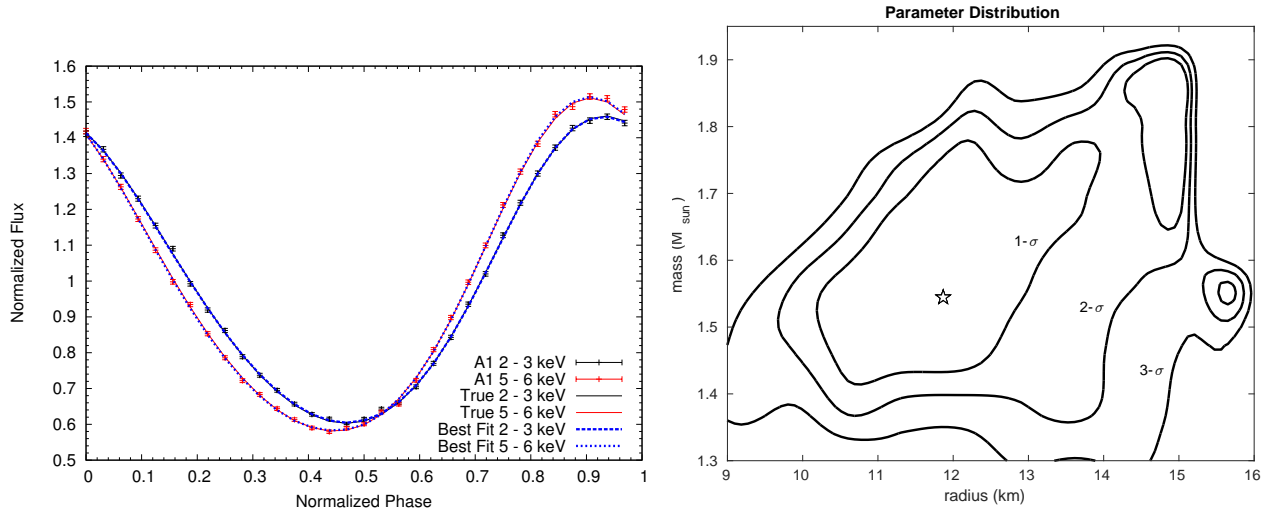 1.6
1.5
1.4
1.3
1.2
1.1
1
0.9
0.8
0.7
0.6
0.5
Normalized Flux
A1 2 - 3 keV
A1 5 - 6 keV
True 2 - 3 keV
True 5 - 6 keV
Best Fit 2 - 3 keV
Best Fit 5 - 6 keV
0 0.1 0.2 0.3 0.4 0.5 0.6 0.7 0.8 0.9 1
Normalized Phase
Parameter Distribution
1.9
1.8
1.7
1.6
1.5
1.4
1.3
mass (M sun)
1-σ
2-σ
3-σ
9 10 11 12 13 14 15 16
radius (km)